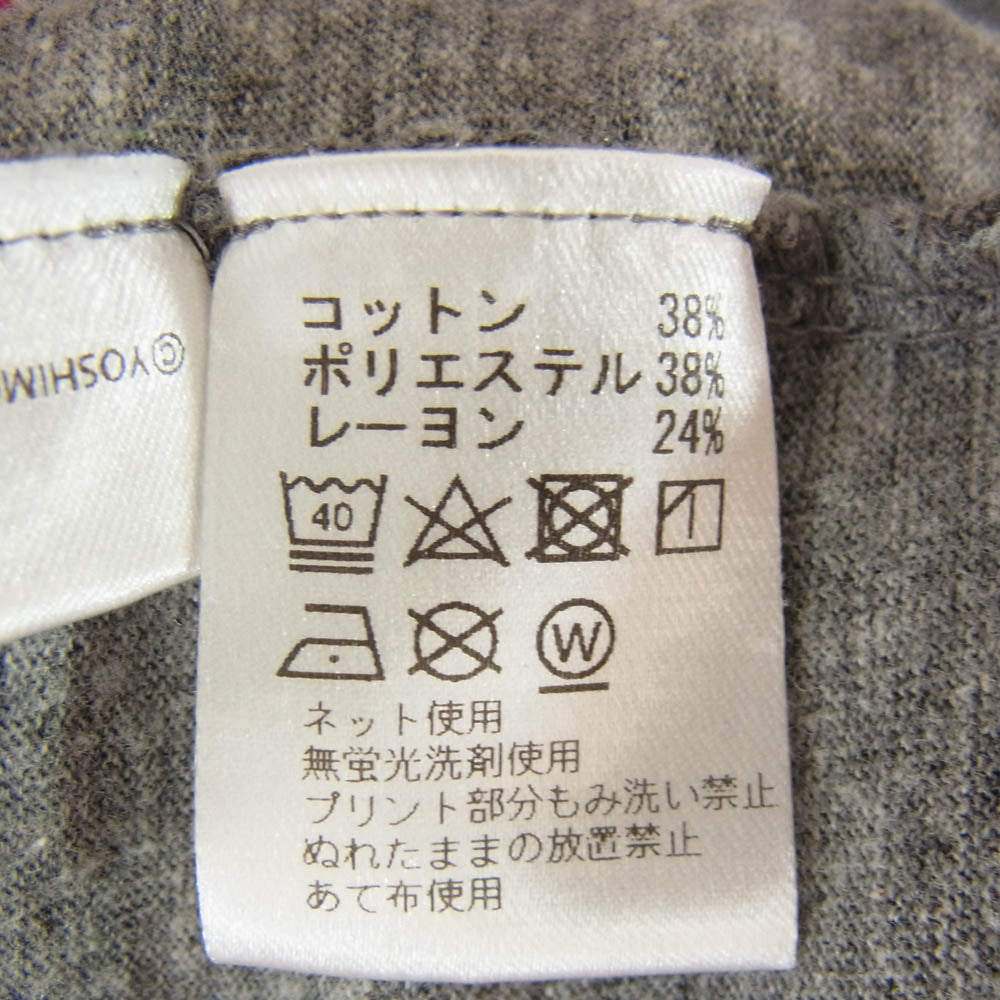 コットン 38%
ポリエステル 38%
レーヨン 24%
40
W
ネット使用
無蛍光洗剤使用
プリント部分もみ洗い禁止
ぬれたままの放置禁止
あて布使用